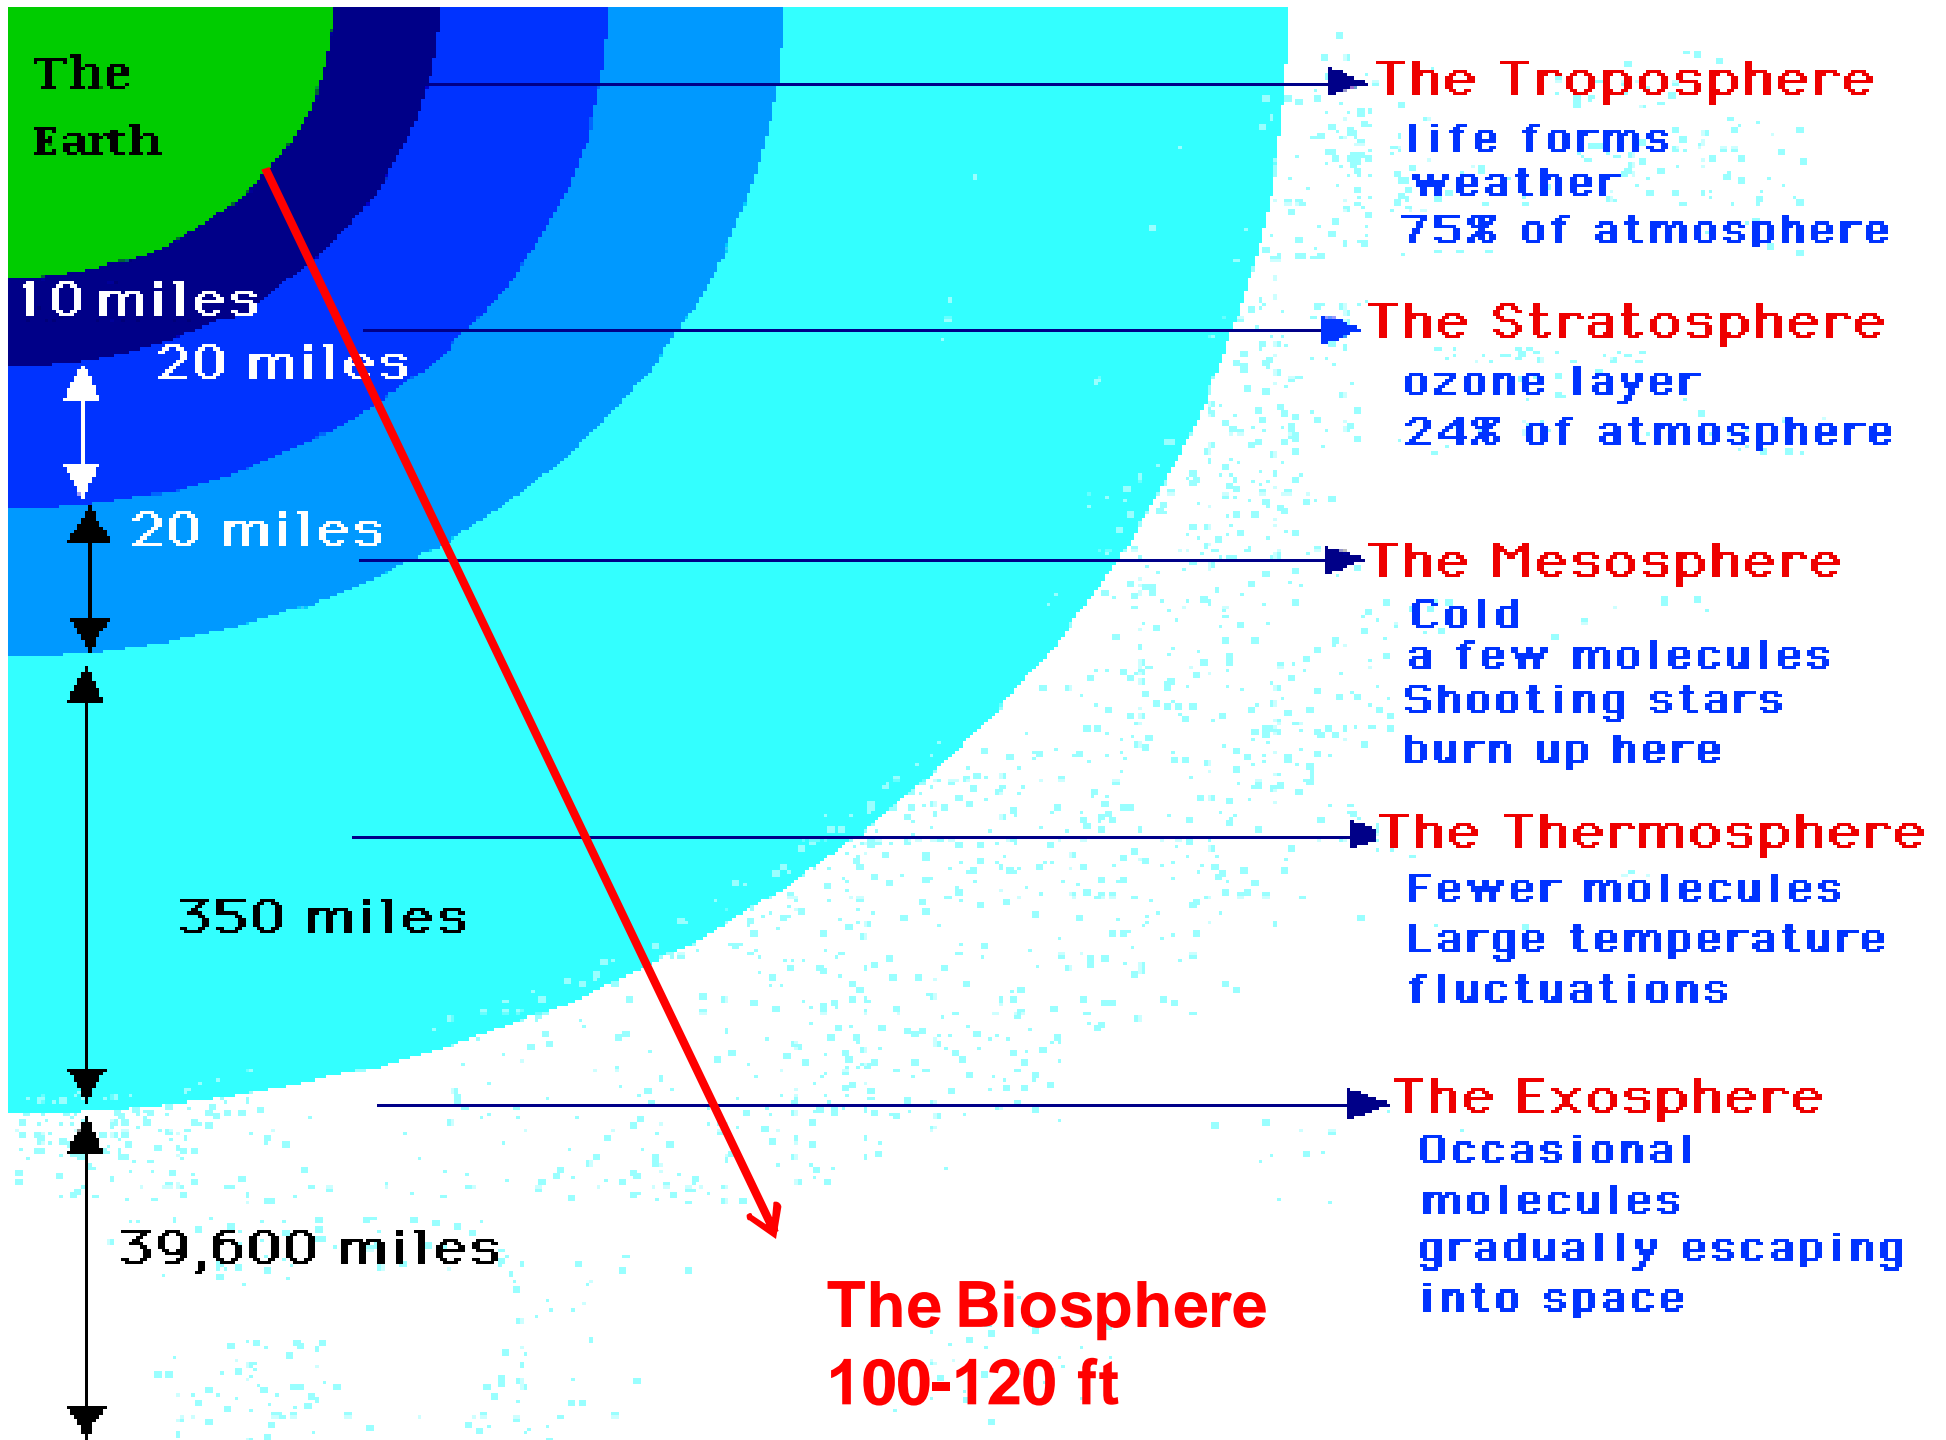 The
Earth
10 miles
20 miles
20 miles
350 miles
39,600 miles
The Troposphere
life forms
weather
75% of atmosphere
The Stratosphere
ozone layer
24% of atmosphere
The Mesosphere
Cold
a few molecules
Shooting stars
burn up here
The Thermosphere
Fewer molecules
Large temperature
fluctuations
The Exosphere
Occasional
molecules
gradually escaping
into space
The Biosphere
100-120 ft